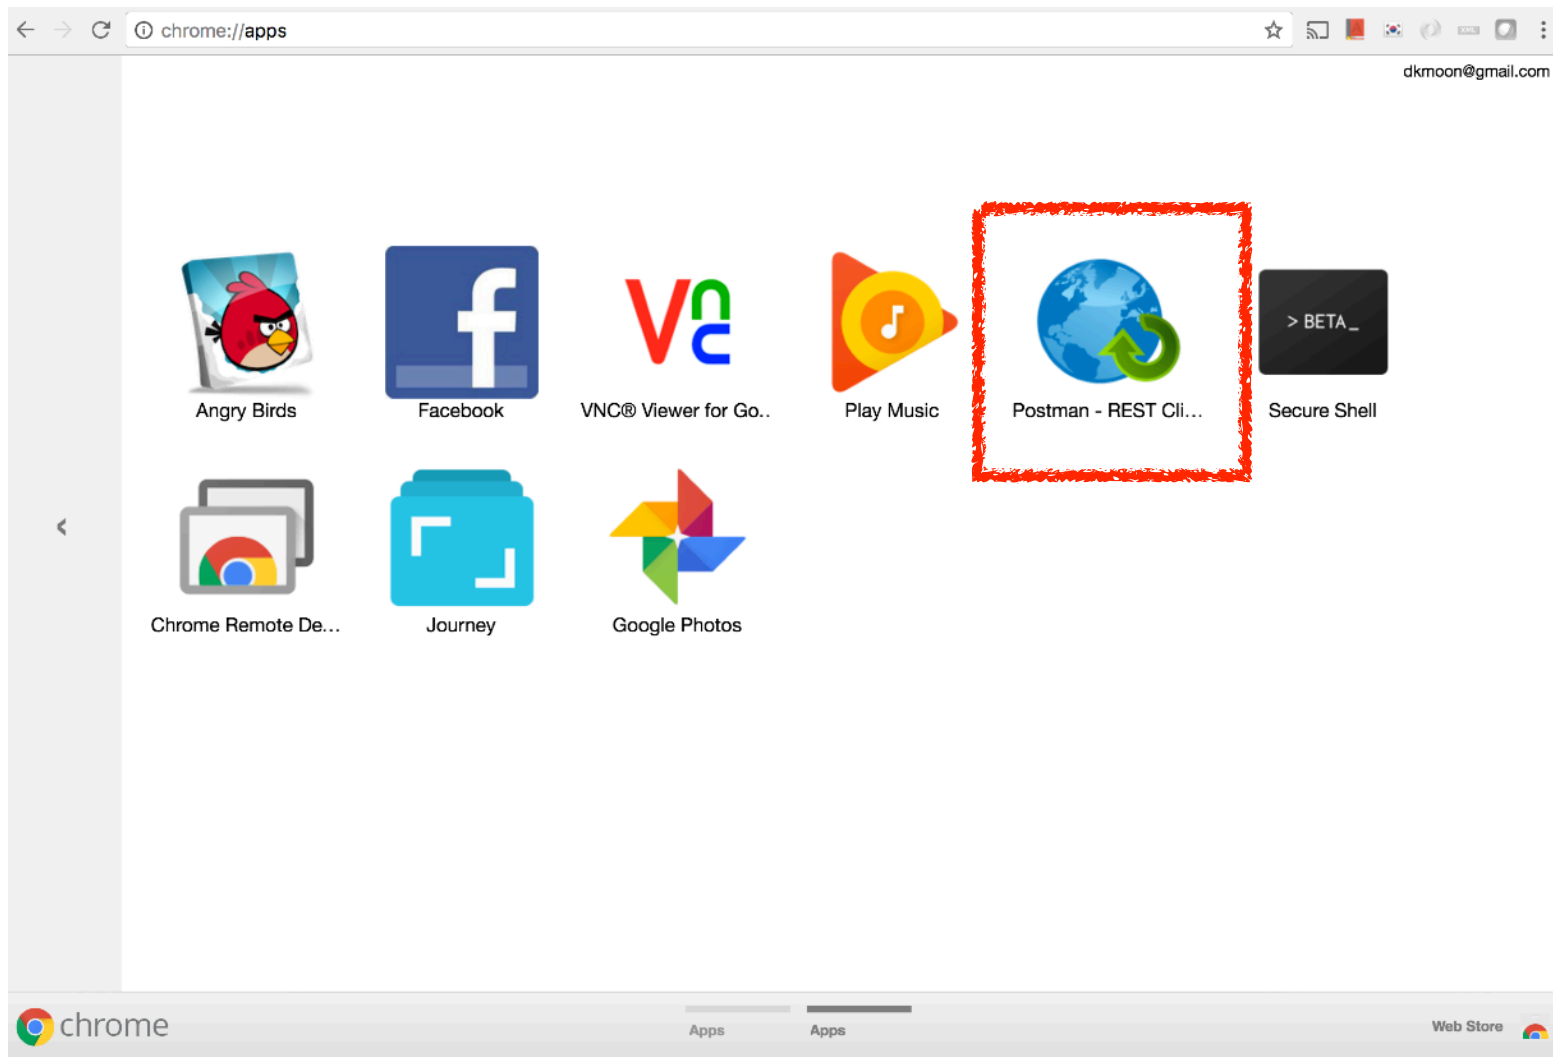 chrome://apps
XML
dkmoon@gmail.com
> BETA_
Angry Birds
Facebook
VNC® Viewer for Go..
Play Music
Postman - REST Cli...
Secure Shell
Chrome Remote De...
Journey
Google Photos
chrome
Apps
Apps
Web Store